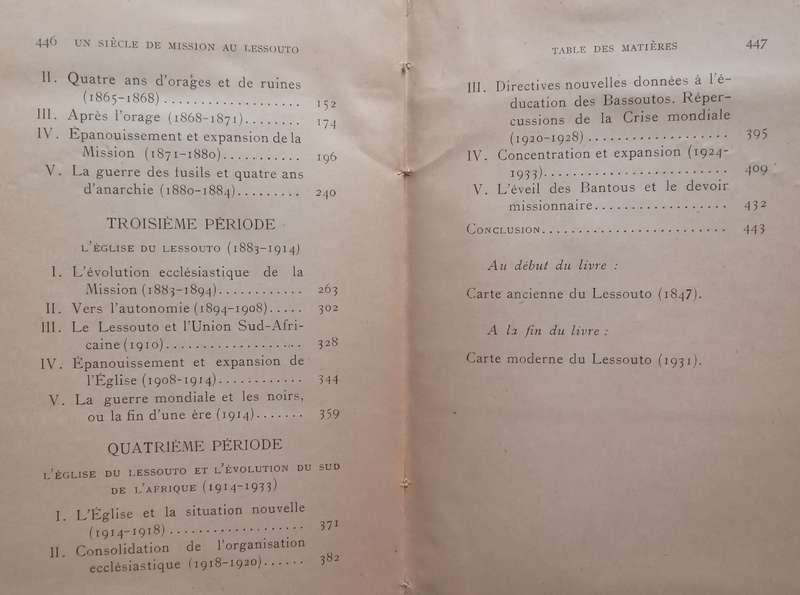 446 UN SIÈCLE DE MISSION AU LESSOUTO
II. Quatre ans d'orages et de ruines
(1865-1868) ................... 152
III. Après l'orage (1868-1871)........ 174
IV. Épanouissement et expansion de la
Mission (1871-1880)........... 196
V. La guerre des fusils et quatre ans
d'anarchie (1880-1884)......... 240
TROISIÈME PÉRIODE
L'ÉGLISE DU LESSOUTO (1883-1914)
I. L'évolution ecclésiastique de la
Mission (1883-1894)............ 263
II. Vers l'autonomie (1894-1908)..... 302
III. Le Lessouto et l'Union Sud-Afri-
caine (1910)................... 328
IV. Épanouissement et expansion de
l'Église (1908-1914)............ 344
V. La guerre mondiale et les noirs,
ou la fin d'une ère (1914)....... 359
QUATRIÈME PÉRIODE
L'ÉGLISE DU LESSOUTO ET L'ÉVOLUTION DU SUD
DE L'AFRIQUE (1914-1933)
I. L'Église et la situation nouvelle
(1914-1918) ................... 371
II. Consolidation de l'organisation
ecclésiastique (1918-1920)...... 382
TABLE DES MATIÈRES 447
III. Directives nouvelles données à l'é-
ducation des Bassoutos. Réper-
cussions de la Crise mondiale
(1920-1928) ................... 395
IV. Concentration et expansion (1924-
1933)......................... 409
V. L'éveil des Bantous et le devoir
missionnaire.................. 432
CONCLUSION......................... 443
Au début du livre :
Carte ancienne du Lessouto (1847).
A la fin du livre :
Carte moderne du Lessouto (1931).